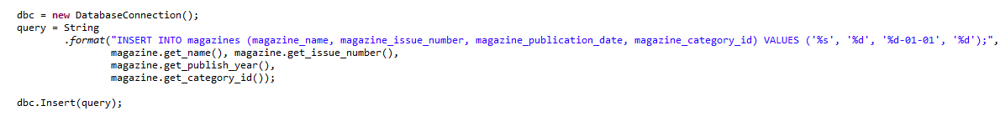 dbc = new DatabaseConnection();
query = String
.format("INSERT INTO magazines (magazine_name, magazine_issue_number, magazine_publication_date, magazine_category_id) VALUES ('%s', '%d', '%d-01-01', '%d');",
magazine.get_name(), magazine.get_issue_number(),
magazine.get_publish_year(),
magazine.get_category_id());
dbc.Insert(query);